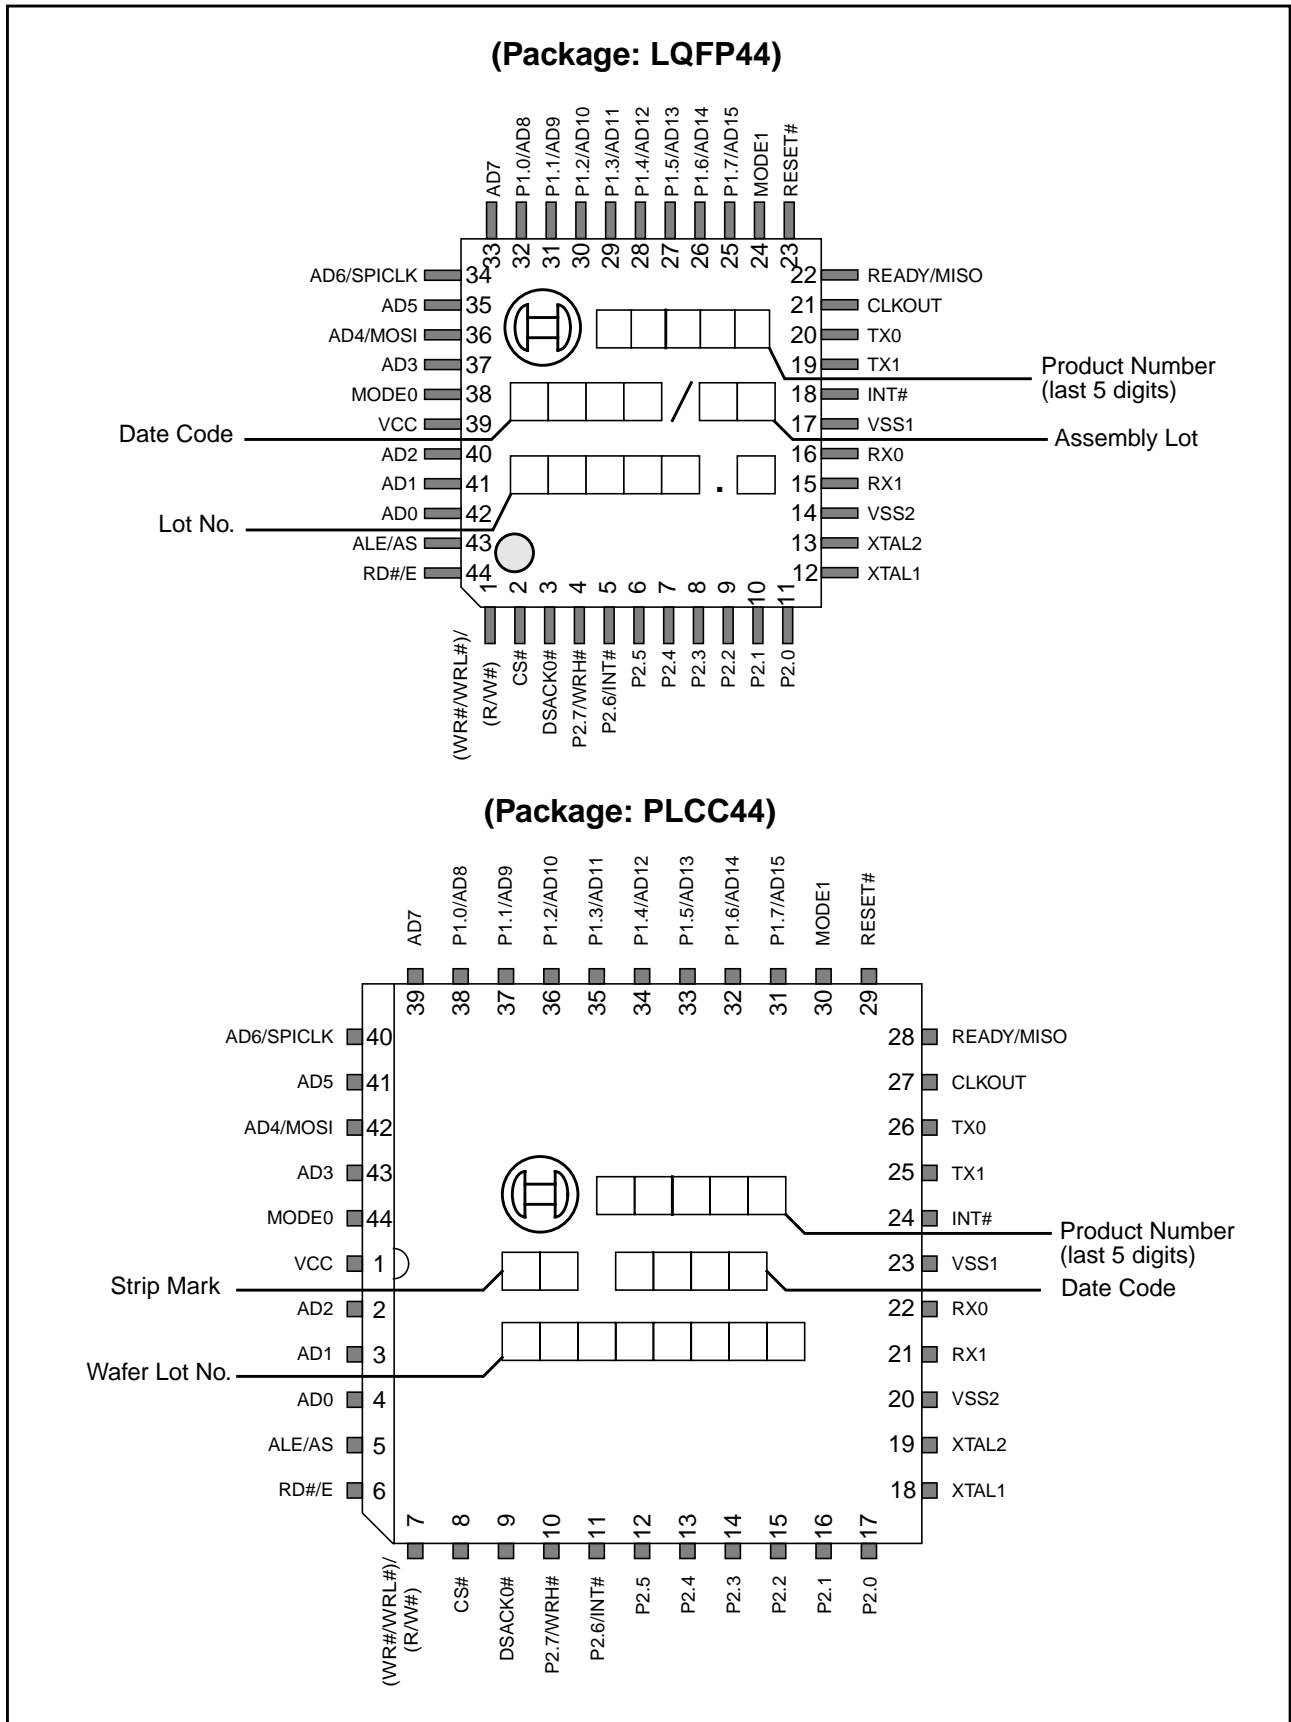 (Package: LQFP44)
AD7
P1.0/AD8
P1.1/AD9
P1.2/AD10
P1.3/AD11
P1.4/AD12
P1.5/AD13
P1.6/AD14
P1.7/AD15
MODE1
RESET#
33 32 31 30 29 28 27 26 25 24 23
AD6/SPICLK 34 22 READY/MISO
AD5 35 21 CLKOUT
AD4/MOSI 36 20 TX0
AD3 37 19 TX1
Product Number
(last 5 digits)
MODE0 38 / 18 INT#
VCC 39 17 VSS1
Date Code
Assembly Lot
AD2 40 16 RX0
AD1 41 . 15 RX1
AD0 42 14 VSS2
Lot No.
ALE/AS 43 13 XTAL2
RD#/E 44 12 XTAL1
1 2 3 4 5 6 7 8 9 10 11
(WR#/WRL#)/
(R/W#)
CS#
DSACK0#
P2.7/WRH#
P2.6/INT#
P2.5
P2.4
P2.3
P2.2
P2.1
P2.0
(Package: PLCC44)
AD7
P1.0/AD8
P1.1/AD9
P1.2/AD10
P1.3/AD11
P1.4/AD12
P1.5/AD13
P1.6/AD14
P1.7/AD15
MODE1
RESET#
39 38 37 36 35 34 33 32 31 30 29
AD6/SPICLK 40 28 READY/MISO
AD5 41 27 CLKOUT
AD4/MOSI 42 26 TX0
AD3 43 25 TX1
MODE0 44 24 INT#
Product Number
(last 5 digits)
VCC 1 23 VSS1
Strip Mark
Date Code
AD2 2 22 RX0
AD1 3 21 RX1
Wafer Lot No.
AD0 4 20 VSS2
ALE/AS 5 19 XTAL2
RD#/E 6 18 XTAL1
7 8 9 10 11 12 13 14 15 16 17
(WR#/WRL#)/
(R/W#)
CS#
DSACK0#
P2.7/WRH#
P2.6/INT#
P2.5
P2.4
P2.3
P2.2
P2.1
P2.0